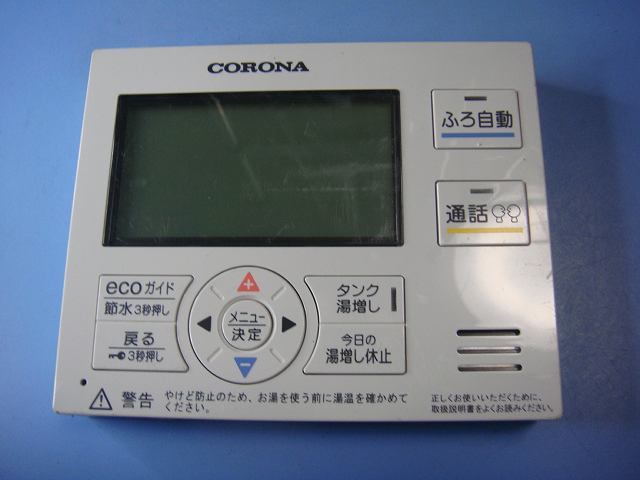 CORONA
ふろ自動
通話
ecoガイド
節水3秒押し
戻る
3秒押し
メニュー
決定
タンク
湯増し
今日の
湯増し休止
警告
やけど防止のため、お湯を使う前に湯温を確かめて
ください。
正しくお使いいただくために、
取扱説明書をよくお読みください。